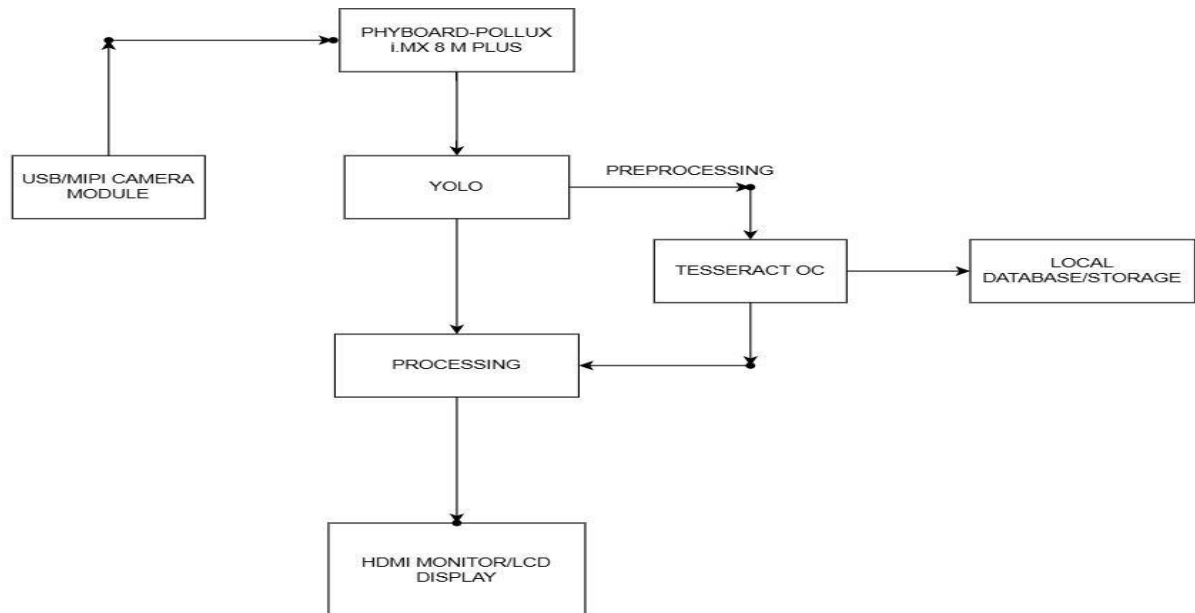 PHYBOARD-POLLUX
i.MX 8 M PLUS
USB/MIPI CAMERA
MODULE
YOLO
PREPROCESSING
TESSERACT OC
LOCAL
DATABASE/STORAGE
PROCESSING
HDMI MONITOR/LCD
DISPLAY